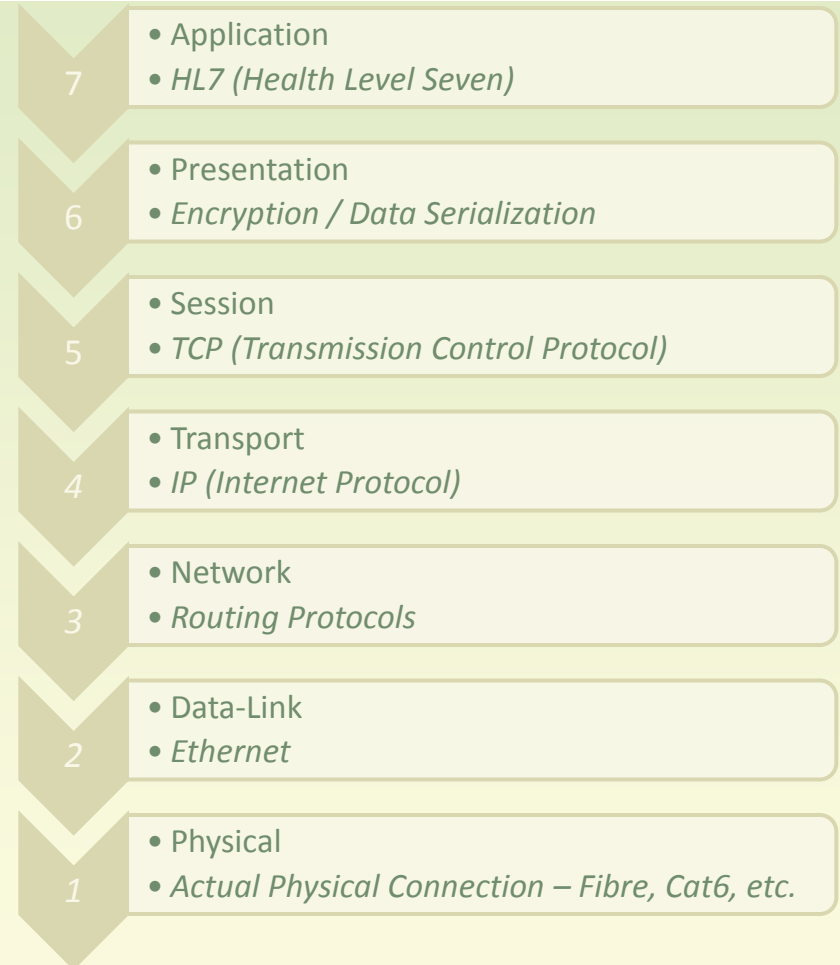 7
• Application
• HL7 (Health Level Seven)
6
• Presentation
• Encryption / Data Serialization
5
• Session
• TCP (Transmission Control Protocol)
4
• Transport
• IP (Internet Protocol)
3
• Network
• Routing Protocols
2
• Data-Link
• Ethernet
1
• Physical
• Actual Physical Connection – Fibre, Cat6, etc.